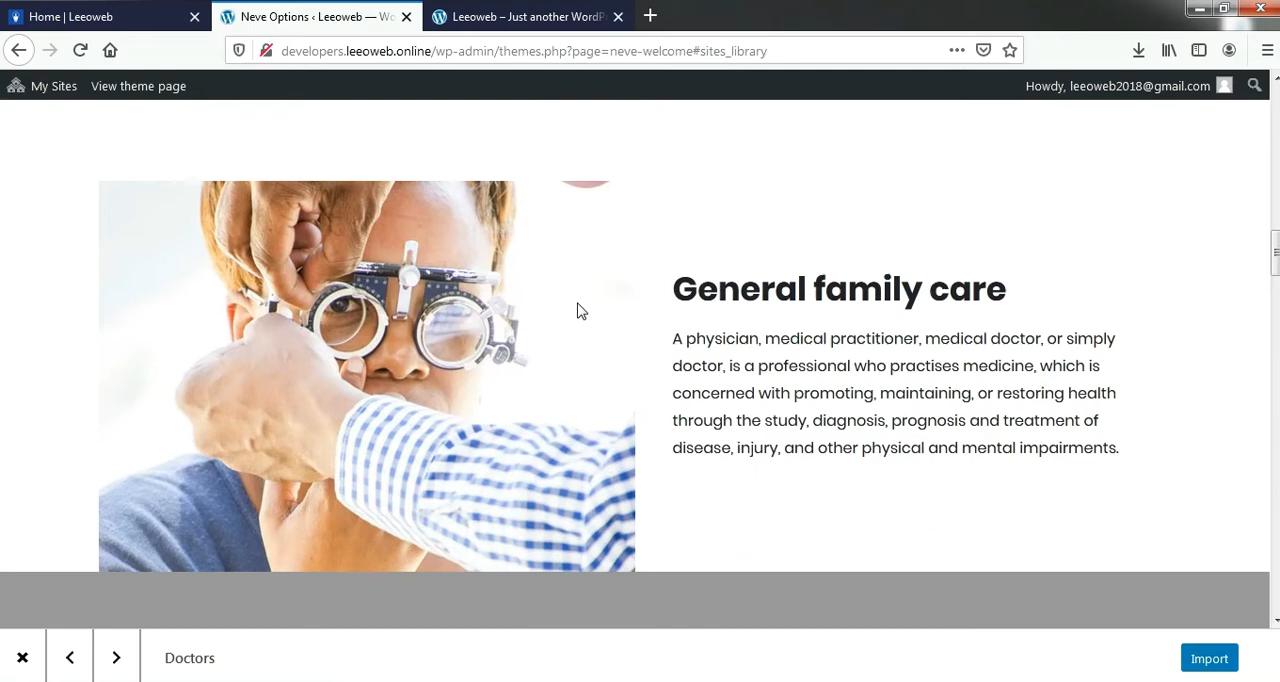 Home | Leeoweb
Neve Options ‹ Leeoweb — Wo
Leeoweb – Just another WordP
developers.leeoweb.online/wp-admin/themes.php?page=neve-welcome#sites_library
My Sites
View theme page
Howdy, leeoweb2018@gmail.com
General family care
A physician, medical practitioner, medical doctor, or simply
doctor, is a professional who practises medicine, which is
concerned with promoting, maintaining, or restoring health
through the study, diagnosis, prognosis and treatment of
disease, injury, and other physical and mental impairments.
Doctors
Import